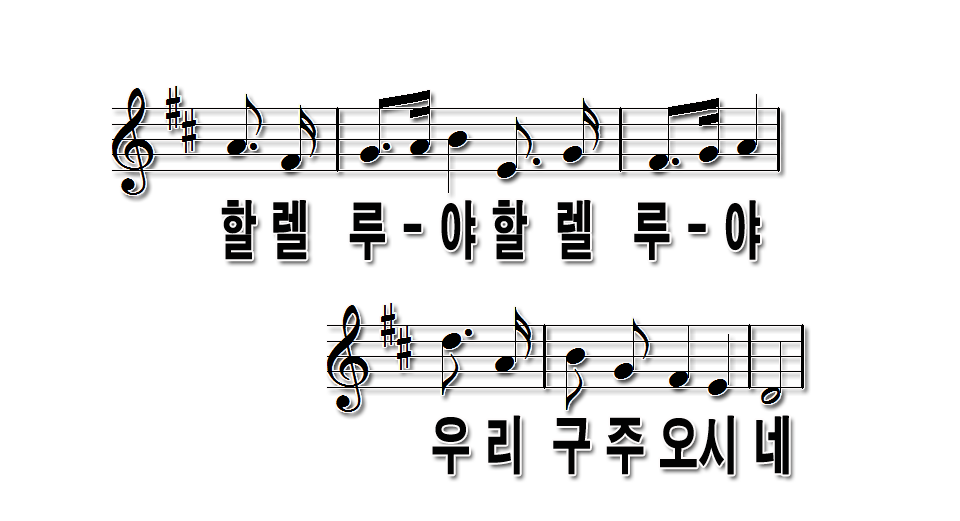 할렐 루 - 야 할 렐 루 - 야
우 리 구 주 오시 네